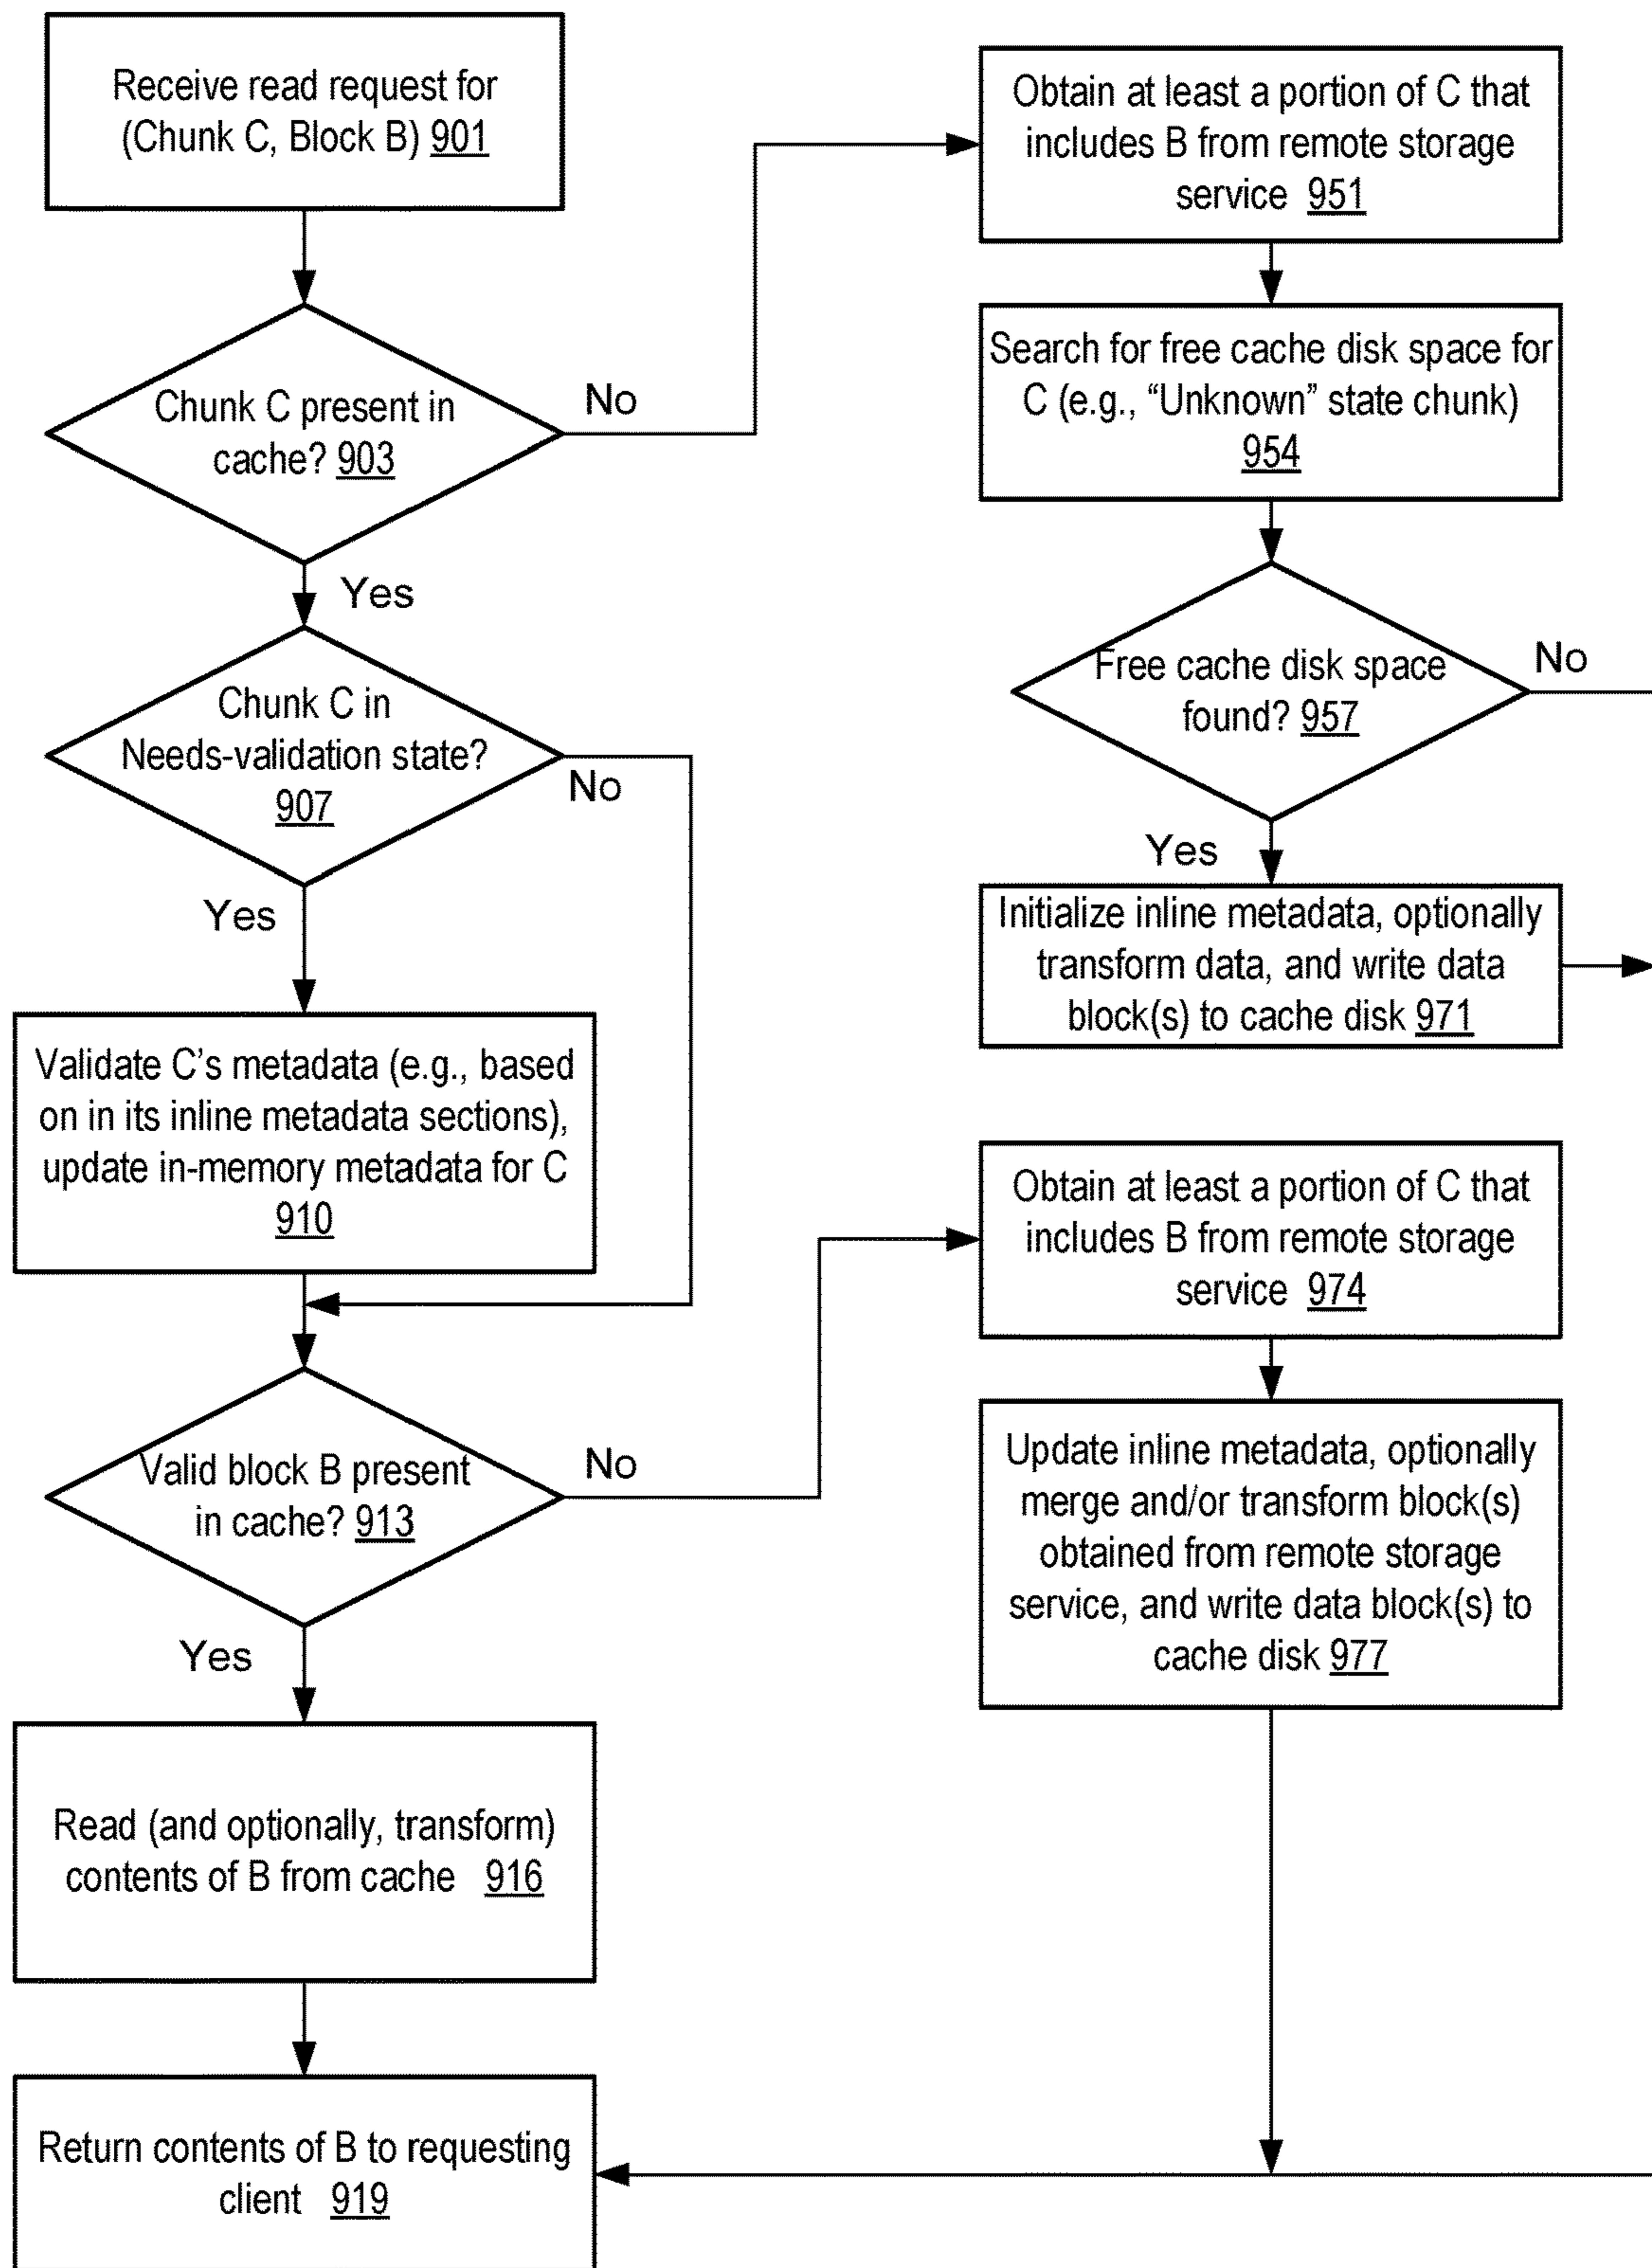 Receive read request for
(Chunk C, Block B) 901
Chunk C present in
cache? 903
No
Yes
Chunk C in
Needs-validation state?
907
No
Yes
Validate C’s metadata (e.g., based
on in its inline metadata sections),
update in-memory metadata for C
910
Valid block B present
in cache? 913
No
Yes
Read (and optionally, transform)
contents of B from cache 916
Return contents of B to requesting
client 919
Obtain at least a portion of C that
includes B from remote storage
service 951
Search for free cache disk space for
C (e.g., “Unknown” state chunk)
954
Free cache disk space
found? 957
No
Yes
Initialize inline metadata, optionally
transform data, and write data
block(s) to cache disk 971
Obtain at least a portion of C that
includes B from remote storage
service 974
Update inline metadata, optionally
merge and/or transform block(s)
obtained from remote storage
service, and write data block(s) to
cache disk 977